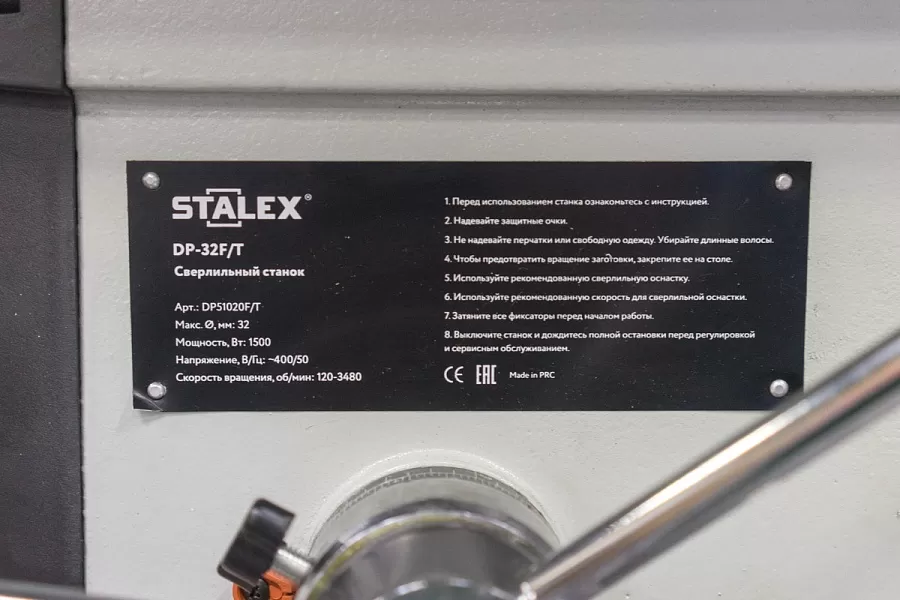 STALEX®
DP-32F/T
Сверлильный станок
Арт.: DP51020F/T
Макс. Ø, мм: 32
Мощность, Вт: 1500
Напряжение, В/Гц: ~400/50
Скорость вращения, об/мин: 120-3480
1. Перед использованием станка ознакомьтесь с инструкцией.
2. Надевайте защитные очки.
3. Не надевайте перчатки или свободную одежду. Убирайте длинные волосы.
4. Чтобы предотвратить вращение заготовки, закрепите ее на столе.
5. Используйте рекомендованную сверлильную оснастку.
6. Используйте рекомендованную скорость для сверлильной оснастки.
7. Затяните все фиксаторы перед началом работы.
8. Выключите станок и дождитесь полной остановки перед регулировкой
и сервисным обслуживанием.
CE EAC Made in PRC